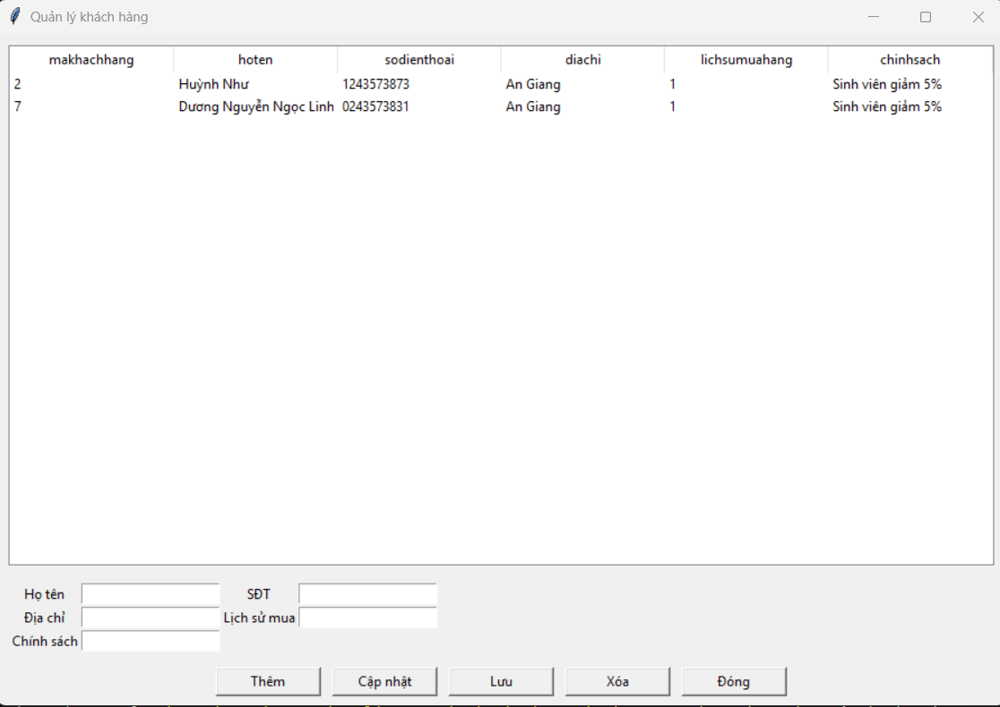 Quản lý khách hàng
makhachhang hoten sodienthoai diachi lichsumuahang chinhsach
2 Huỳnh Như 1243573873 An Giang 1 Sinh viên giảm 5%
7 Dương Nguyễn Ngọc Linh 0243573831 An Giang 1 Sinh viên giảm 5%
Họ tên SĐT
Địa chỉ Lịch sử mua
Chính sách
Thêm Cập nhật Lưu Xóa Đóng